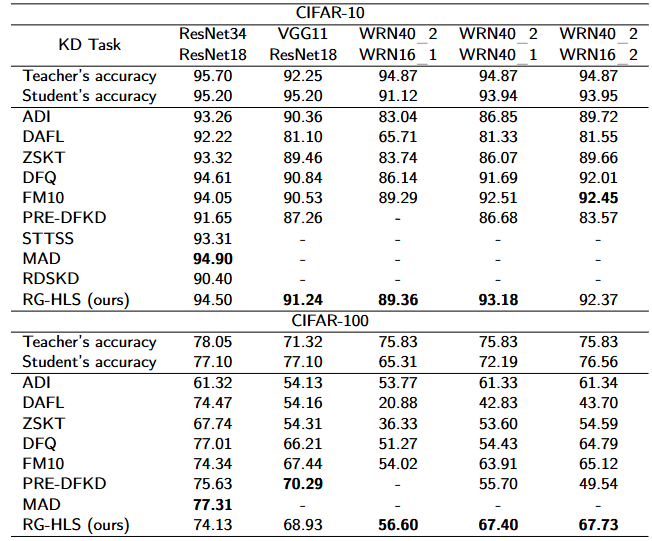 CIFAR-10
KD Task ResNet34 VGG11 WRN40_2 WRN40_2 WRN40_2
ResNet18 ResNet18 WRN16_1 WRN40_1 WRN16_2
Teacher's accuracy 95.70 92.25 94.87 94.87 94.87
Student's accuracy 95.20 95.20 91.12 93.94 93.95
ADI 93.26 90.36 83.04 86.85 89.72
DAFL 92.22 81.10 65.71 81.33 81.55
ZSKT 93.32 89.46 83.74 86.07 89.66
DFQ 94.61 90.84 86.14 91.69 92.01
FM10 94.05 90.53 89.29 92.51 92.45
PRE-DFKD 91.65 87.26 - 86.68 83.57
STTSS 93.31 - - - -
MAD 94.90 - - - -
RDSKD 90.40 - - - -
RG-HLS (ours) 94.50 91.24 89.36 93.18 92.37
CIFAR-100
Teacher's accuracy 78.05 71.32 75.83 75.83 75.83
Student's accuracy 77.10 77.10 65.31 72.19 76.56
ADI 61.32 54.13 53.77 61.33 61.34
DAFL 74.47 54.16 20.88 42.83 43.70
ZSKT 67.74 54.31 36.33 53.60 54.59
DFQ 77.01 66.21 51.27 54.43 64.79
FM10 74.34 67.44 54.02 63.91 65.12
PRE-DFKD 75.63 70.29 - 55.70 49.54
MAD 77.31 - - - -
RG-HLS (ours) 74.13 68.93 56.60 67.40 67.73